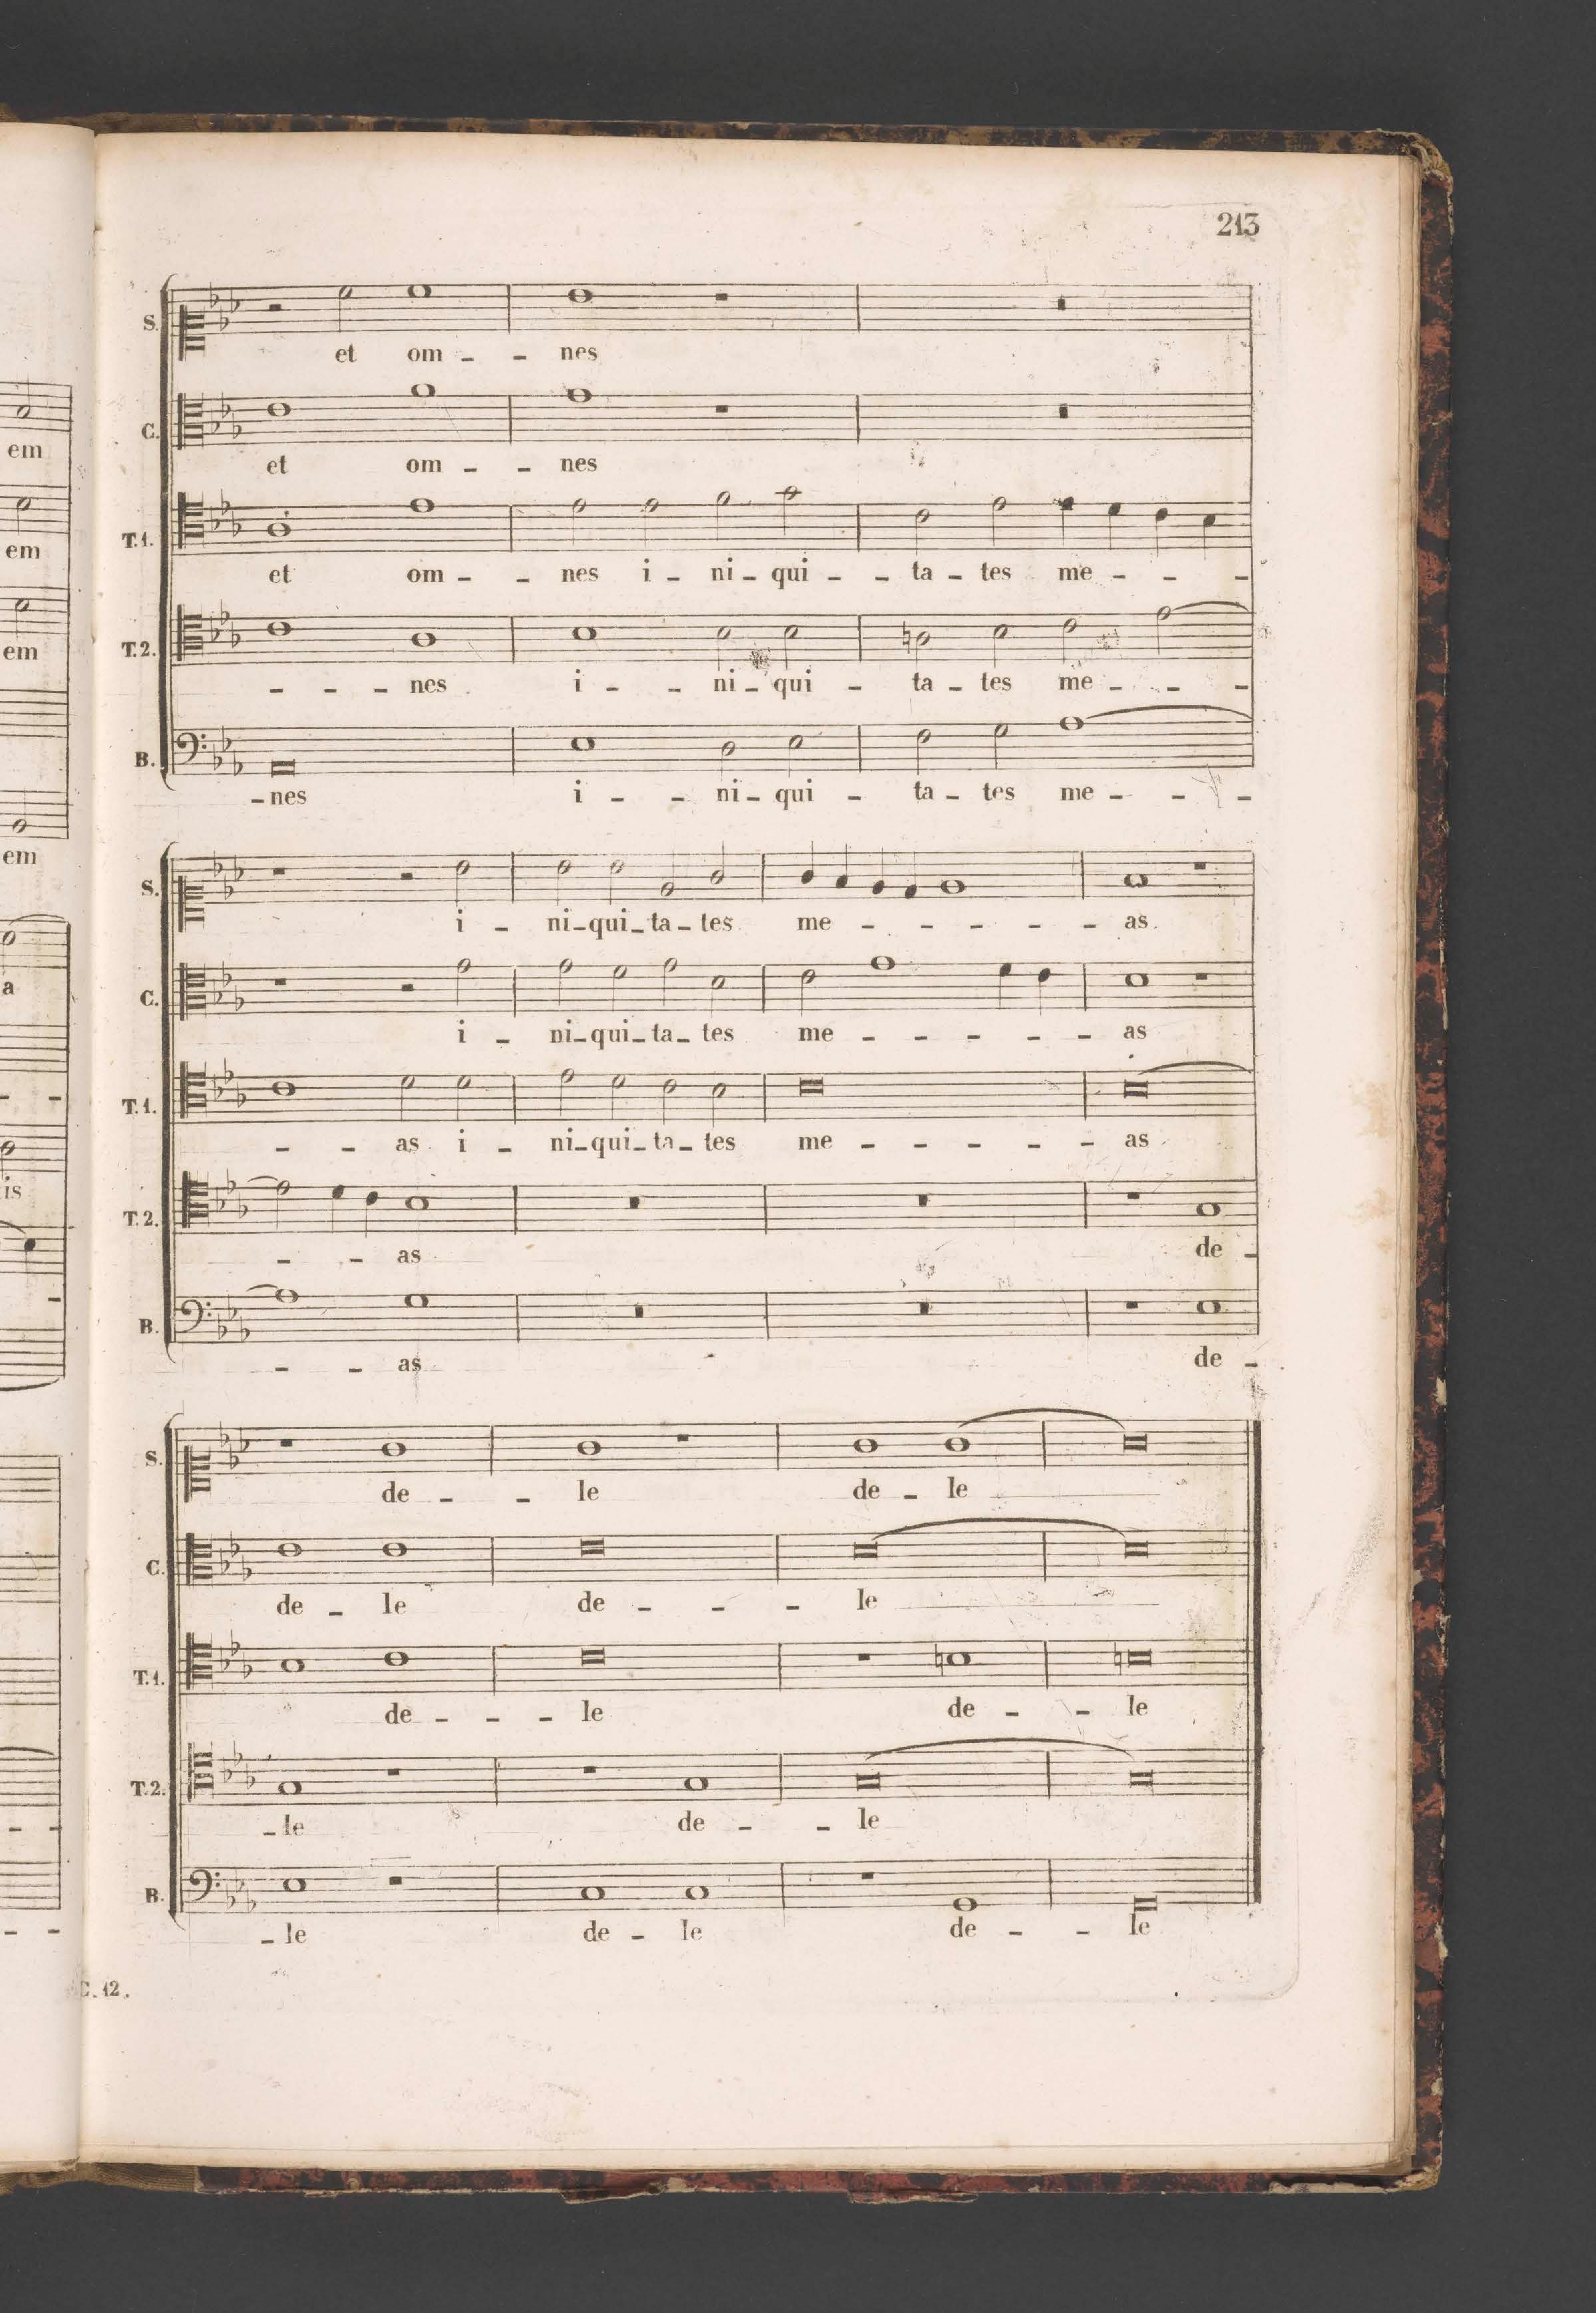 213
S.
et om - - nes
C.
et om - - nes
T.1.
et om - - nes i - ni - qui - - ta - tes me - - -
T.2.
- - - nes i - - ni - qui - ta - tes me - - -
B.
- nes i - - ni - qui - ta - tes me - - -
S.
i - ni - qui - ta - tes me - - - - - as.
C.
i - ni - qui - ta - tes me - - - - - as
T.1.
- - as i - ni - qui - ta - tes me - - - - - as
T.2.
- - as de -
B.
- - as de -
S.
de - - le de - le
C.
de - le de - - - le
T.1.
de - - - le de - - le
T.2.
- le de - - le
B.
- le de - le de - - le
em
em
em
em
a
- -
is
-
- -
- -
C. 12.